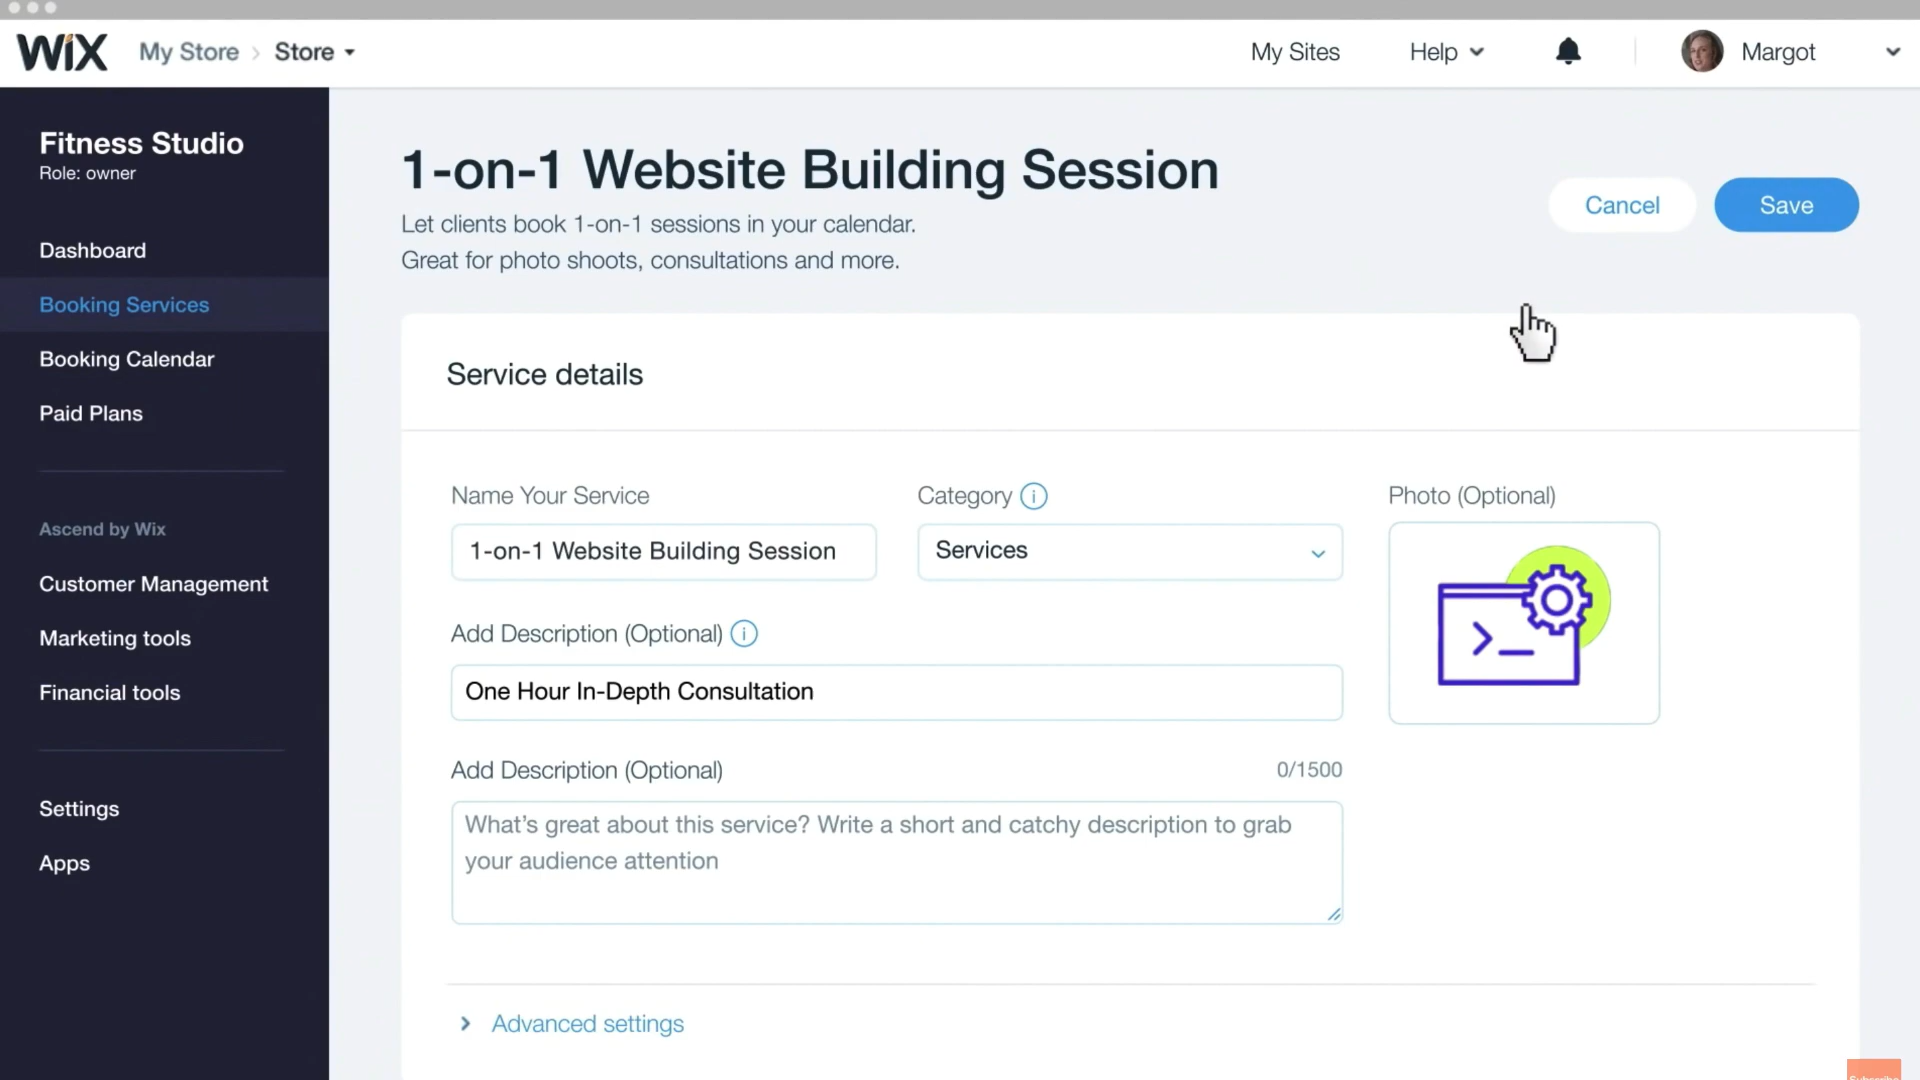 WiX
My Store
Store
My Sites
Help
Margot
Fitness Studio
Role: owner
Dashboard
Booking Services
Booking Calendar
Paid Plans
Ascend by Wix
Customer Management
Marketing tools
Financial tools
Settings
Apps
1-on-1 Website Building Session
Let clients book 1-on-1 sessions in your calendar.
Great for photo shoots, consultations and more.
Cancel
Save
Service details
Name Your Service
1-on-1 Website Building Session
Category
Services
Photo (Optional)
Add Description (Optional)
One Hour In-Depth Consultation
Add Description (Optional)
0/1500
What’s great about this service? Write a short and catchy description to grab
your audience attention
Advanced settings